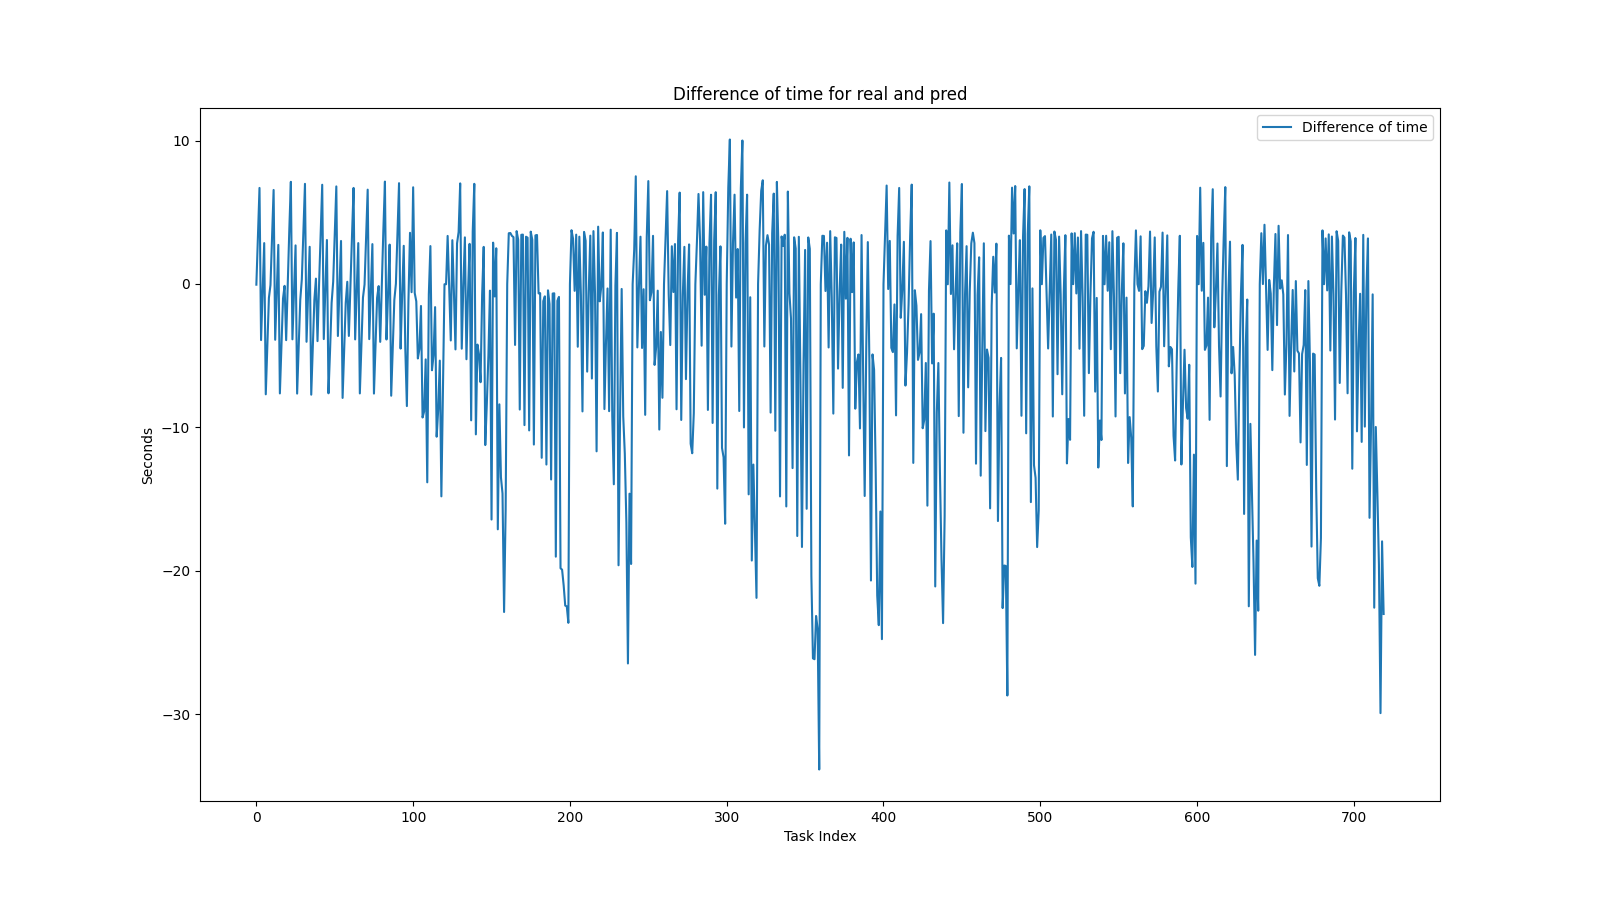 Difference of time for real and pred
Difference of time
10
0
−10
−20
−30
Seconds
0 100 200 300 400 500 600 700
Task Index